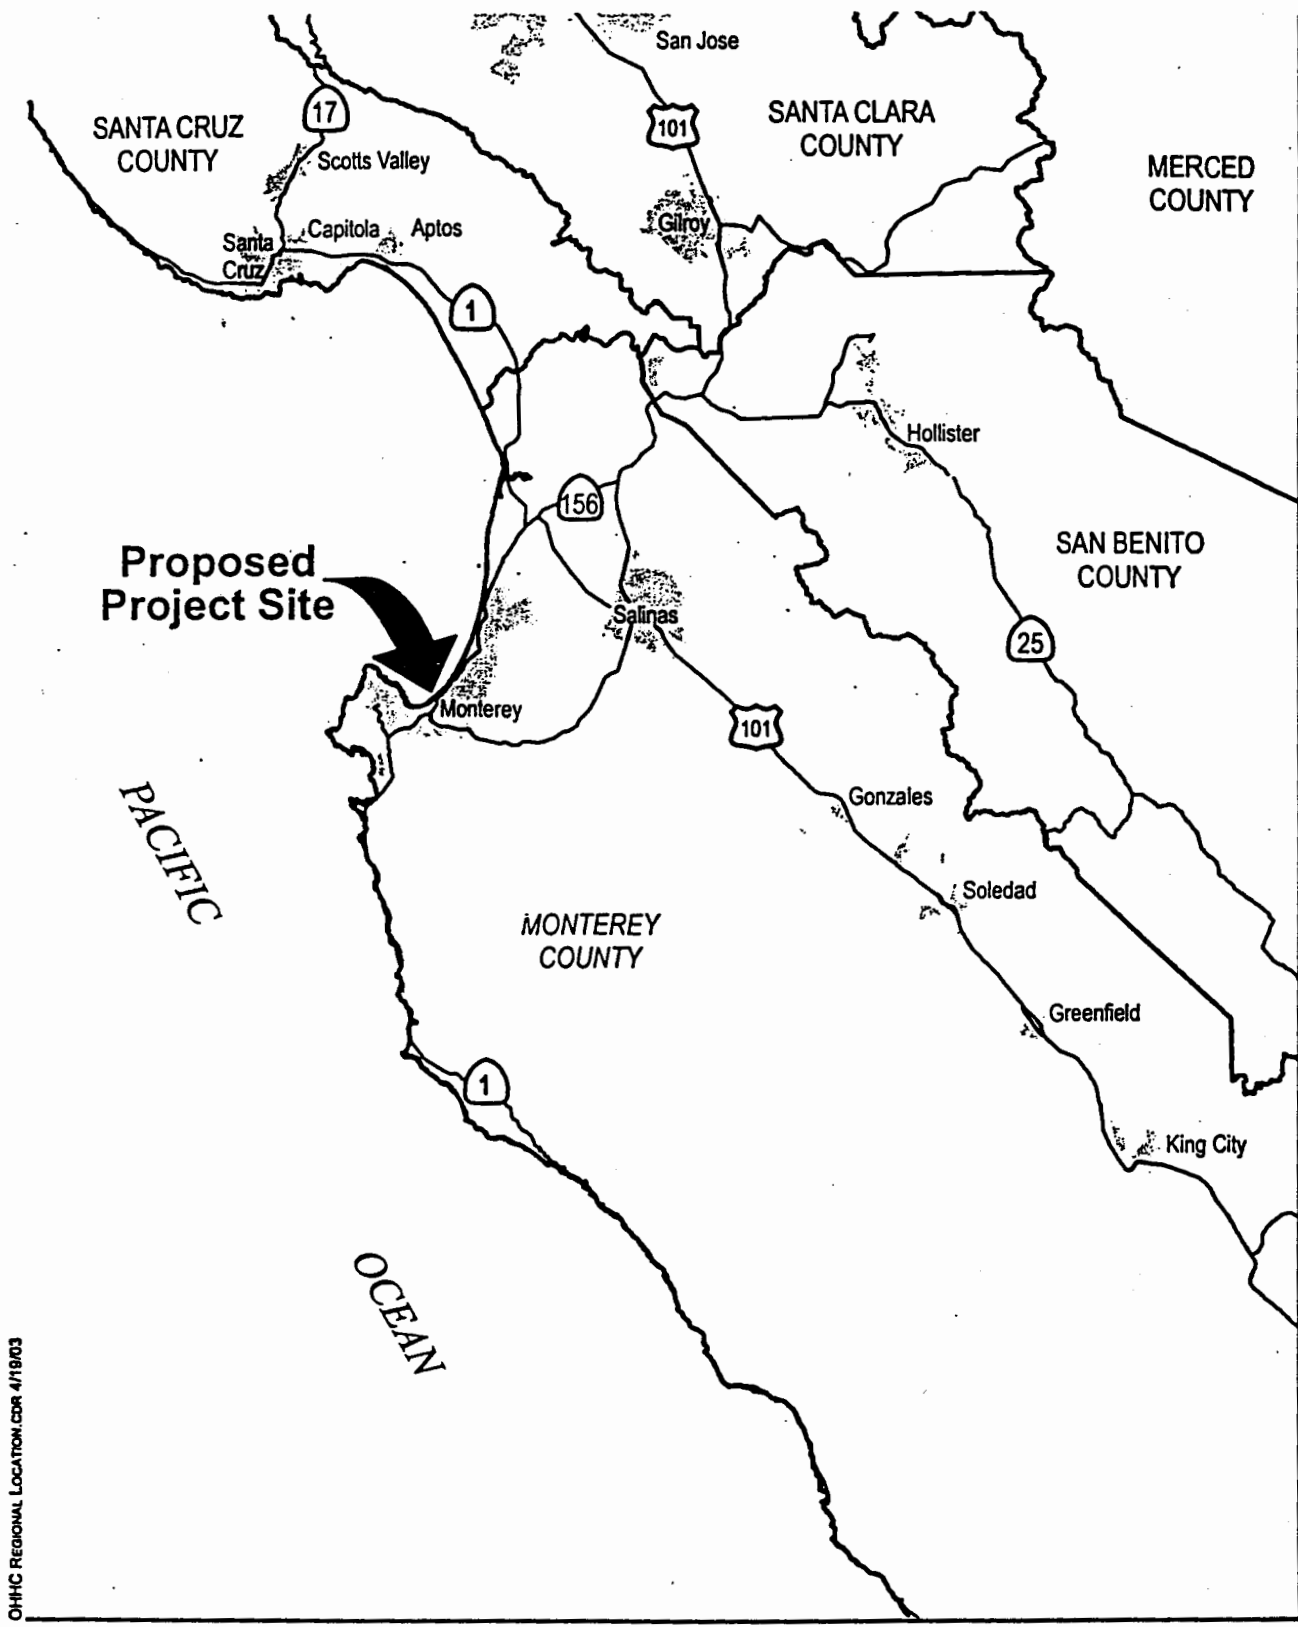 San Jose
17
SANTA CRUZ
COUNTY
101
SANTA CLARA
COUNTY
Scotts Valley
MERCED
COUNTY
Capitola
Aptos
Gilroy
Santa
Cruz
1
Hollister
156
Proposed
Project Site
SAN BENITO
COUNTY
Salinas
25
Monterey
101
PACIFIC
Gonzales
Soledad
MONTEREY
COUNTY
Greenfield
1
King City
OCEAN
OHHC REGIONAL LOCATION.CDR 4/19/03